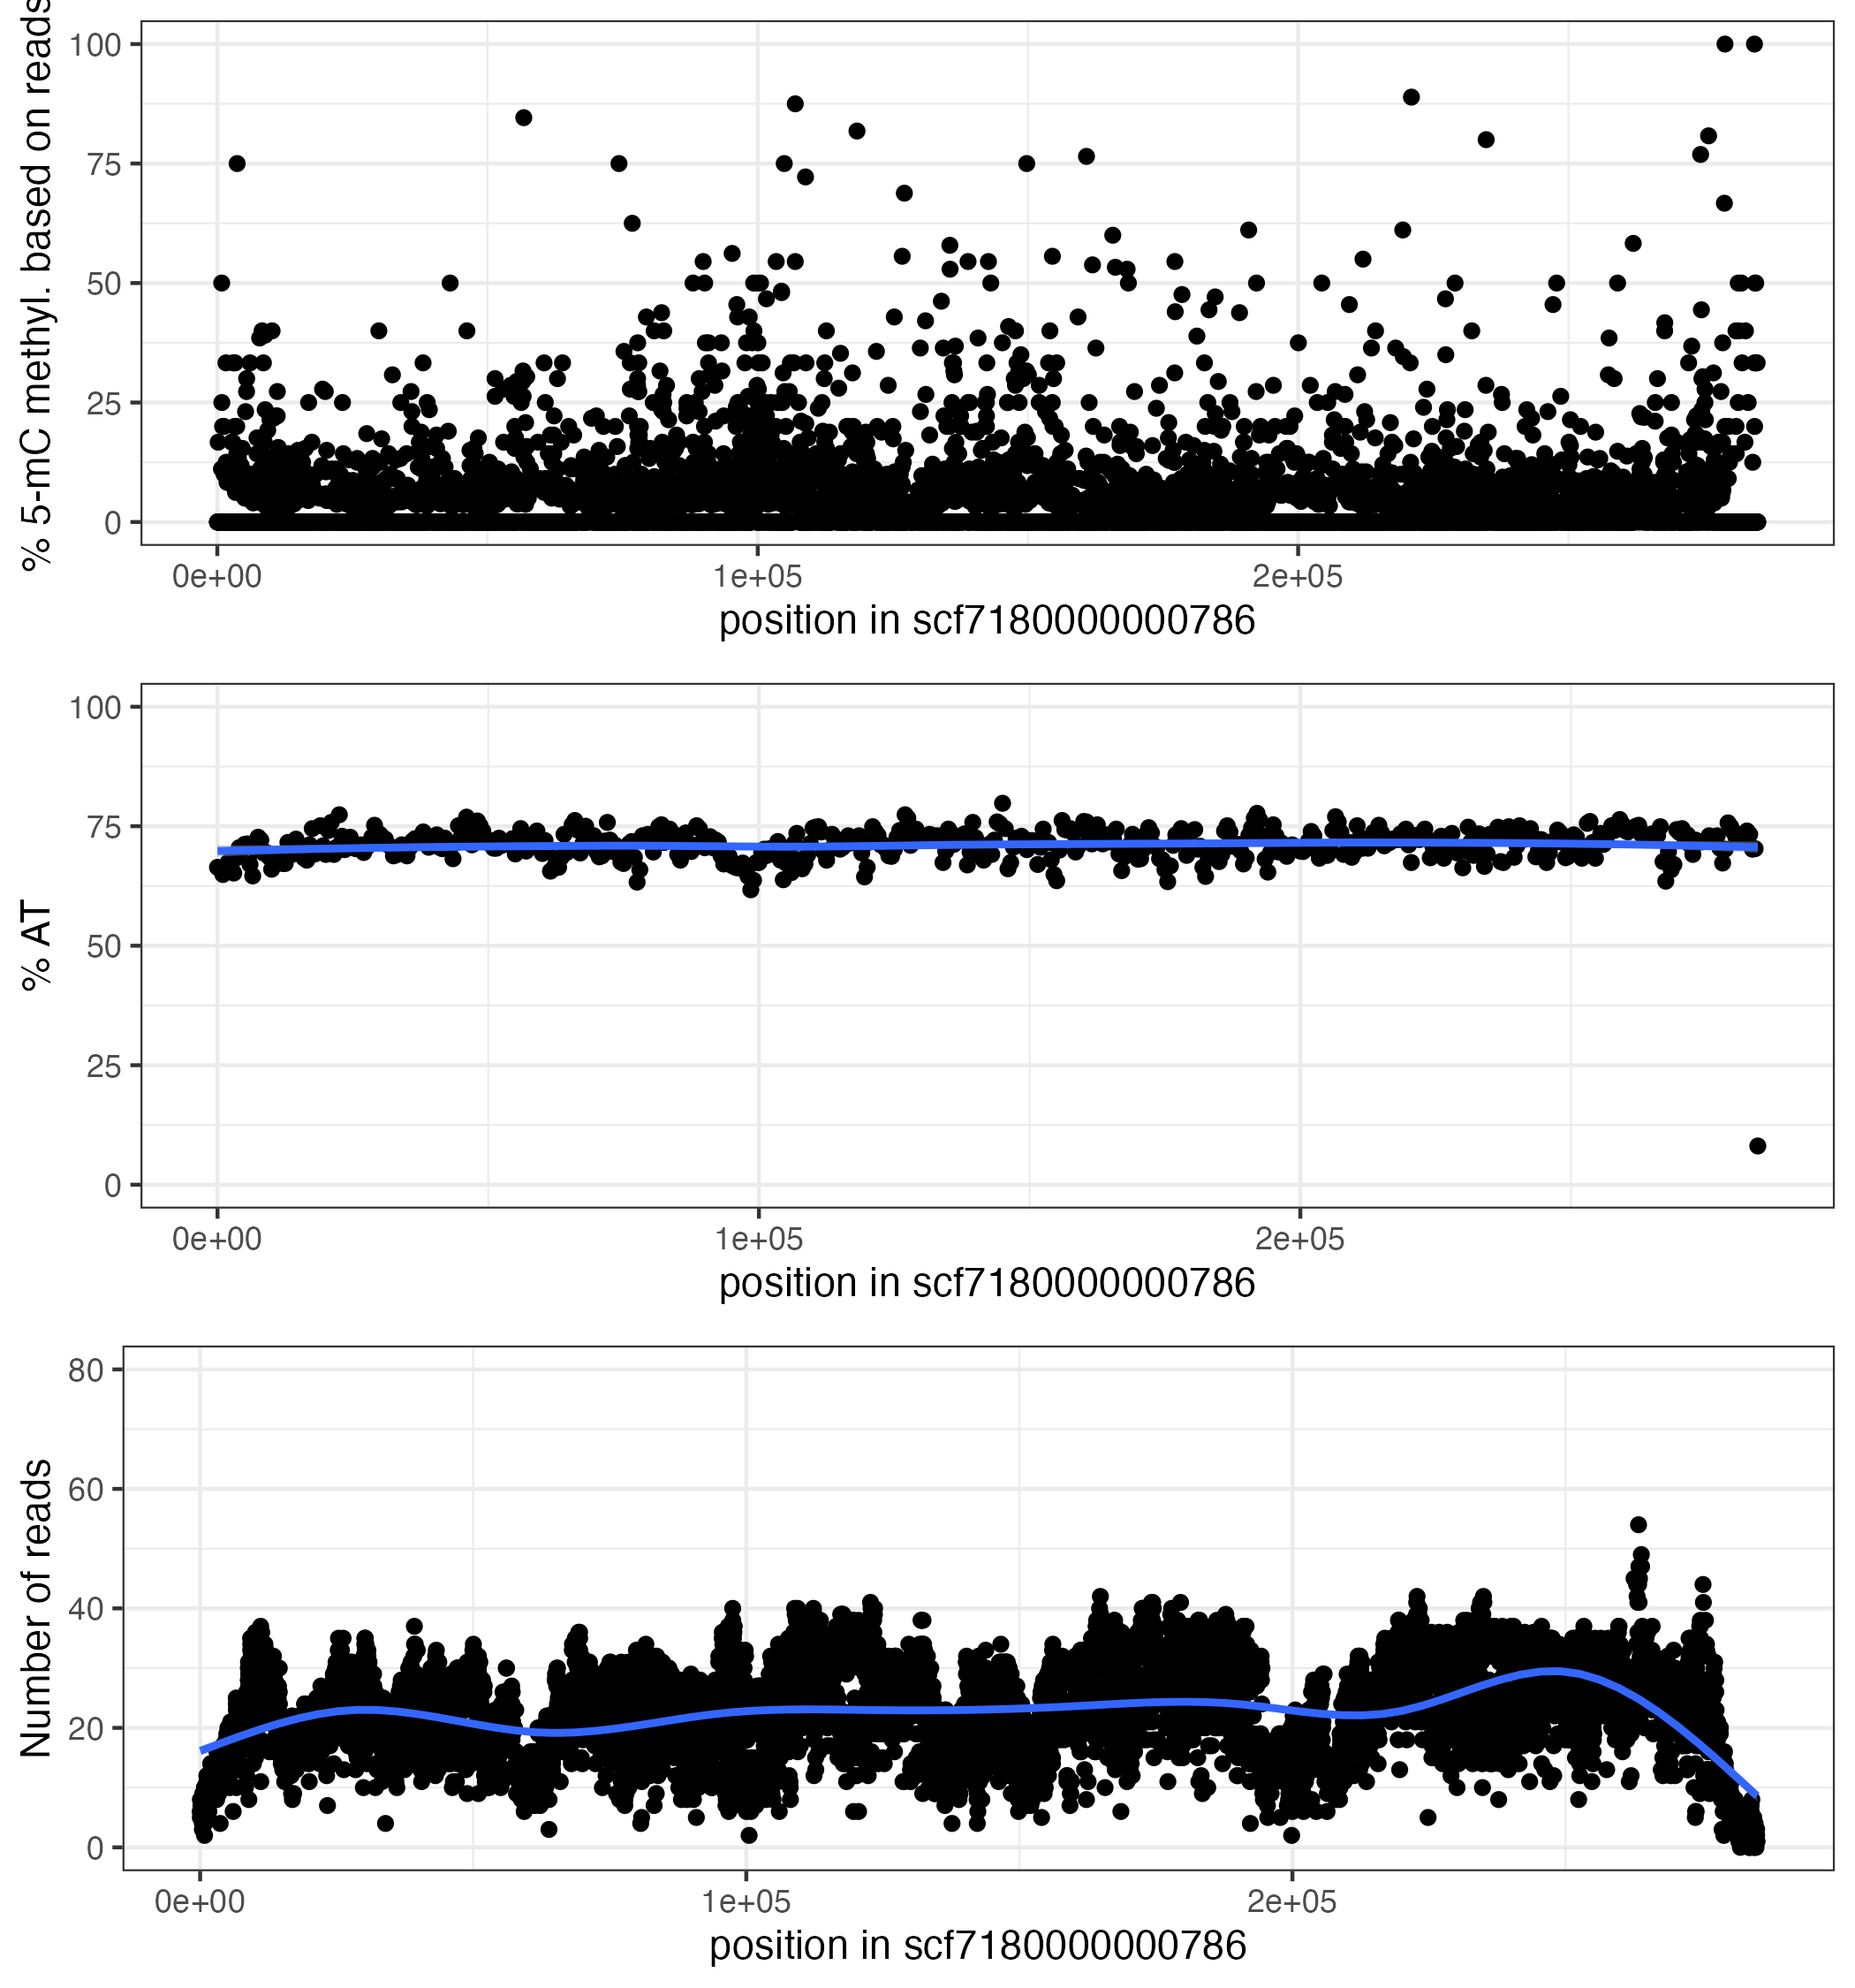 % 5-mC methyl. based on reads
100
75
50
25
0
0e+00 1e+05 2e+05
position in scf7180000000786
% AT
100
75
50
25
0
0e+00 1e+05 2e+05
position in scf7180000000786
Number of reads
80
60
40
20
0
0e+00 1e+05 2e+05
position in scf7180000000786